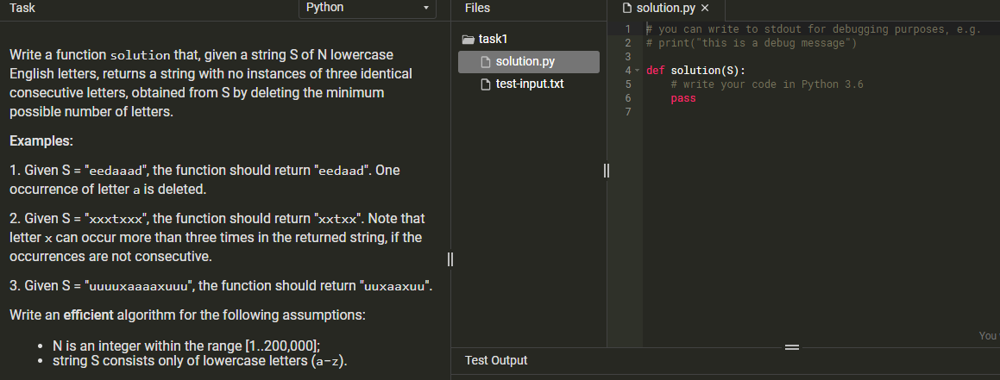 Task
Python
Files
solution.py ×
task1
solution.py
test-input.txt
Write a function solution that, given a string S of N lowercase
English letters, returns a string with no instances of three identical
consecutive letters, obtained from S by deleting the minimum
possible number of letters.
Examples:
1. Given S = "eedaaad", the function should return "eedaad". One
occurrence of letter a is deleted.
2. Given S = "xxxtxxx", the function should return "xxtxx". Note that
letter x can occur more than three times in the returned string, if the
occurrences are not consecutive.
3. Given S = "uuuuxaaaaxuuu", the function should return "uuxaaxuu".
Write an efficient algorithm for the following assumptions:
• N is an integer within the range [1..200,000];
• string S consists only of lowercase letters (a-z).
1 # you can write to stdout for debugging purposes, e.g.
2 # print("this is a debug message")
3
4 def solution(S):
5 # write your code in Python 3.6
6 pass
7
You
Test Output